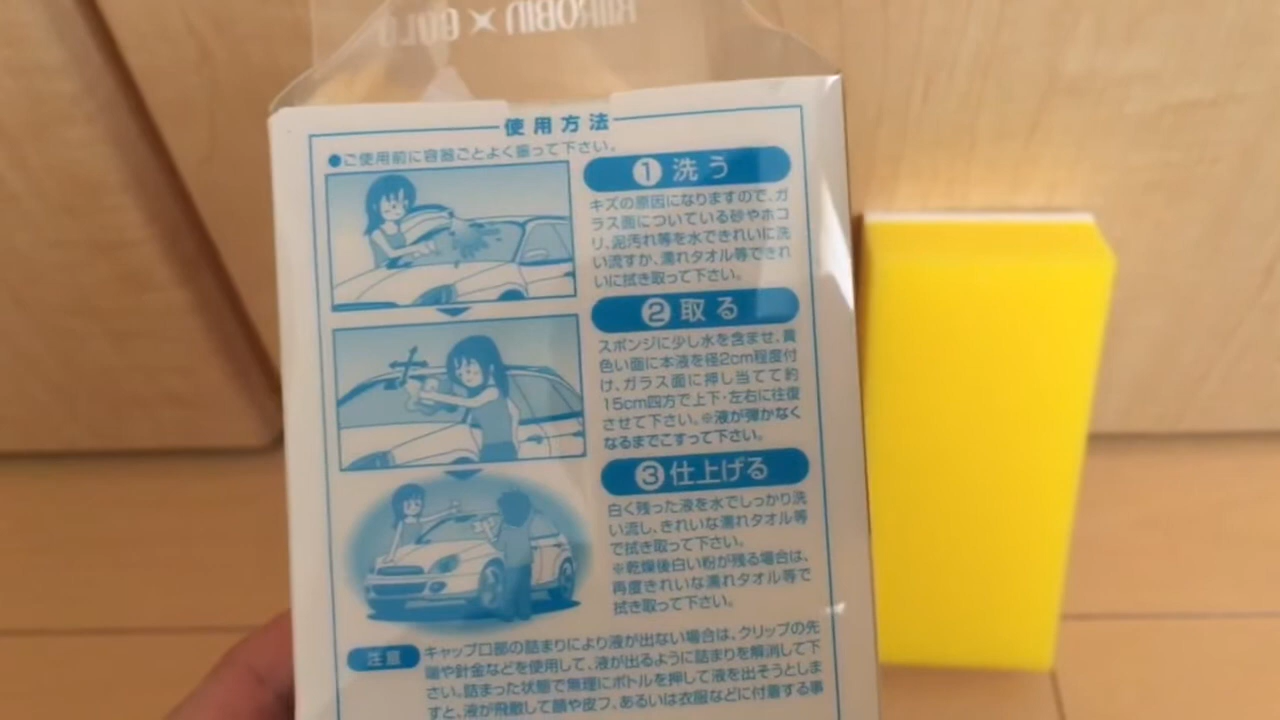 KIIROBIN × GOLD
使用方法
●ご使用前に容器ごとよく振って下さい。
① 洗う
キズの原因になりますので、ガ
ラス面についている砂やホコ
リ、泥汚れ等を水できれいに洗
い流すか、濡れタオル等できれ
いに拭き取って下さい。
② 取る
スポンジに少し水を含ませ、黄
色い面に本液を径2cm程度付
け、ガラス面に押し当てて約
15cm四方で上下・左右に往復
させて下さい。※液が弾かなく
なるまでこすって下さい。
③ 仕上げる
白く残った液を水でしっかり洗
い流し、きれいな濡れタオル等
で拭き取って下さい。
※乾燥後白い粉が残る場合は、
再度きれいな濡れタオル等で
拭き取って下さい。
注意
キャップ口部の詰まりにより液が出ない場合は、クリップの先
端や針金などを使用して、液が出るように詰まりを解消して下
さい。詰まった状態で無理にボトルを押して液を出そうとしま
すと、液が飛散して顔や皮フ、あるいは衣服などに付着する事